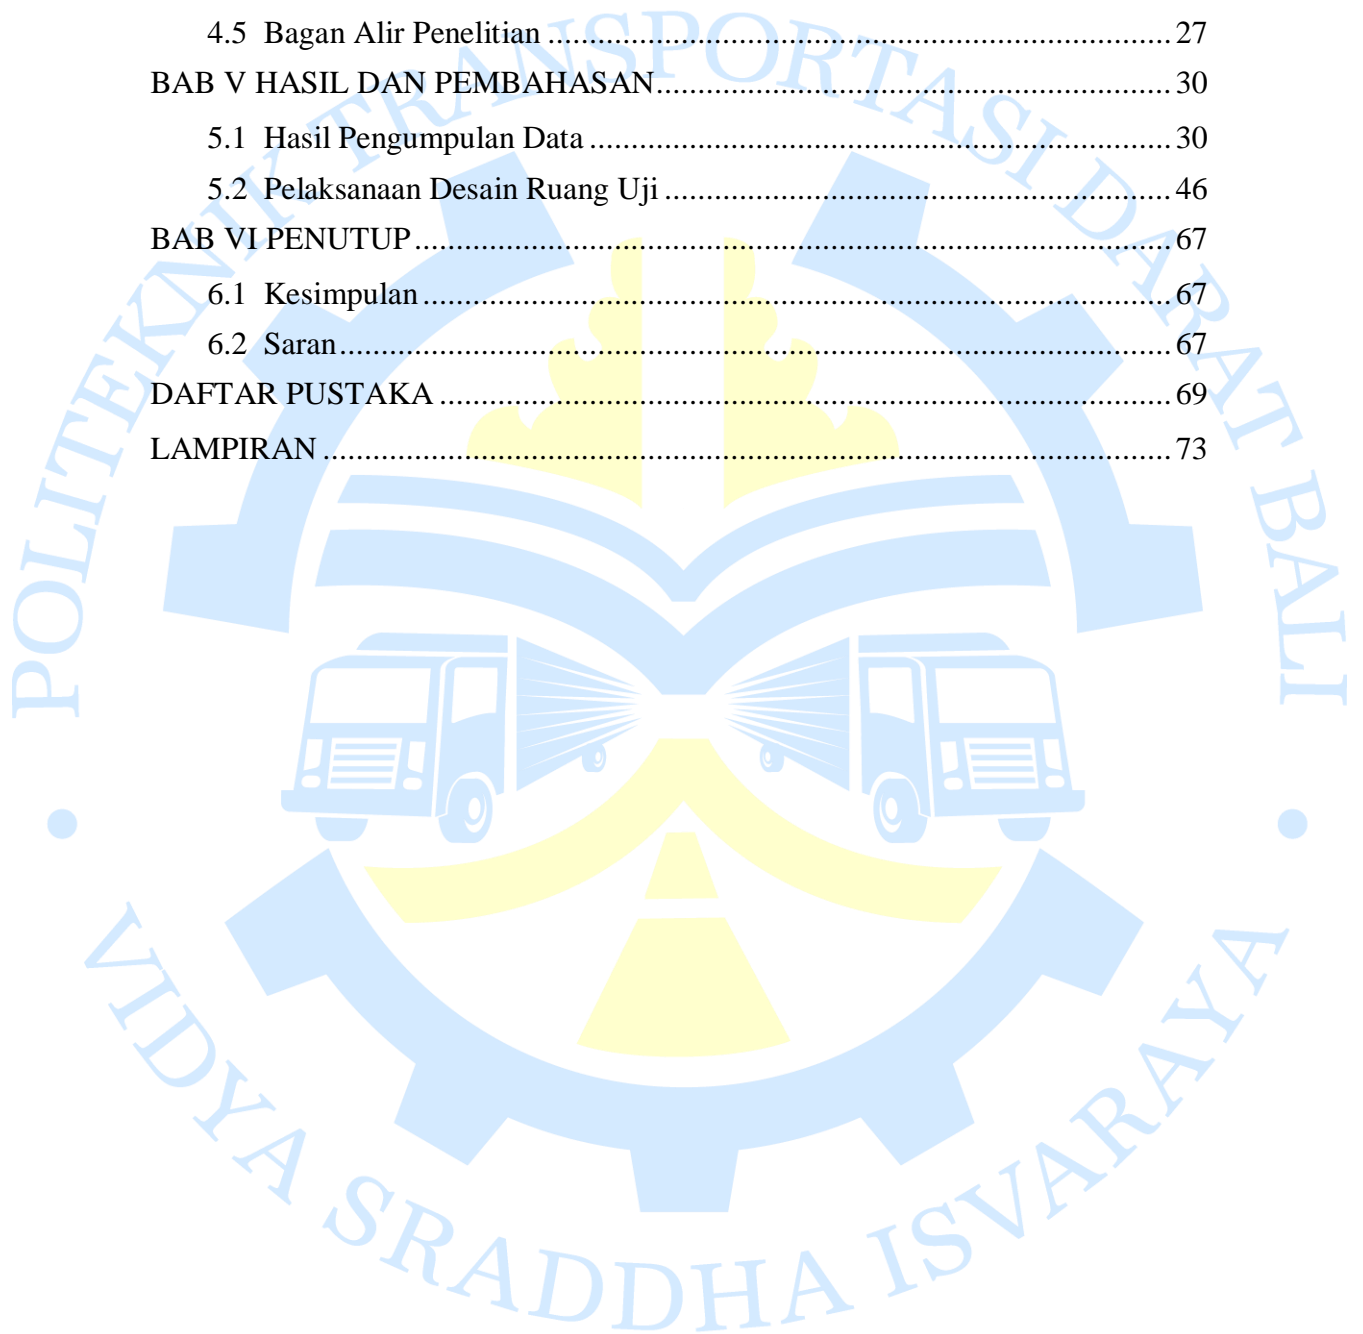 4.5 Bagan Alir Penelitian ........................................................................... 27
BAB V HASIL DAN PEMBAHASAN.............................................................. 30
5.1 Hasil Pengumpulan Data ...................................................................... 30
5.2 Pelaksanaan Desain Ruang Uji ............................................................. 46
BAB VI PENUTUP........................................................................................... 67
6.1 Kesimpulan.......................................................................................... 67
6.2 Saran.................................................................................................... 67
DAFTAR PUSTAKA ........................................................................................ 69
LAMPIRAN ...................................................................................................... 73
POLITEKNIK TRANSPORTASI DARAT BALI
VIDYA SRADDHA ISVARAYA